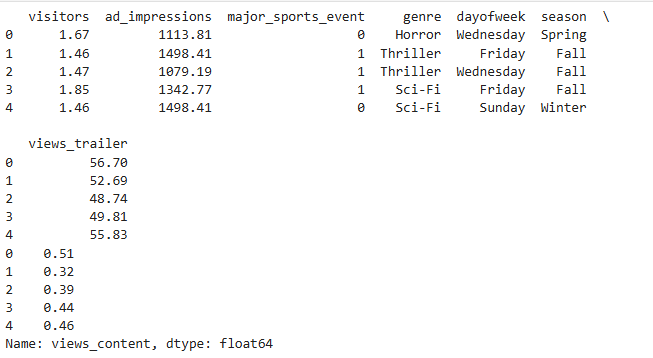 visitors ad_impressions major_sports_event genre dayofweek season \
0 1.67 1113.81 0 Horror Wednesday Spring
1 1.46 1498.41 1 Thriller Friday Fall
2 1.47 1079.19 1 Thriller Wednesday Fall
3 1.85 1342.77 1 Sci-Fi Friday Fall
4 1.46 1498.41 0 Sci-Fi Sunday Winter
views_trailer
0 56.70
1 52.69
2 48.74
3 49.81
4 55.83
0 0.51
1 0.32
2 0.39
3 0.44
4 0.46
Name: views_content, dtype: float64